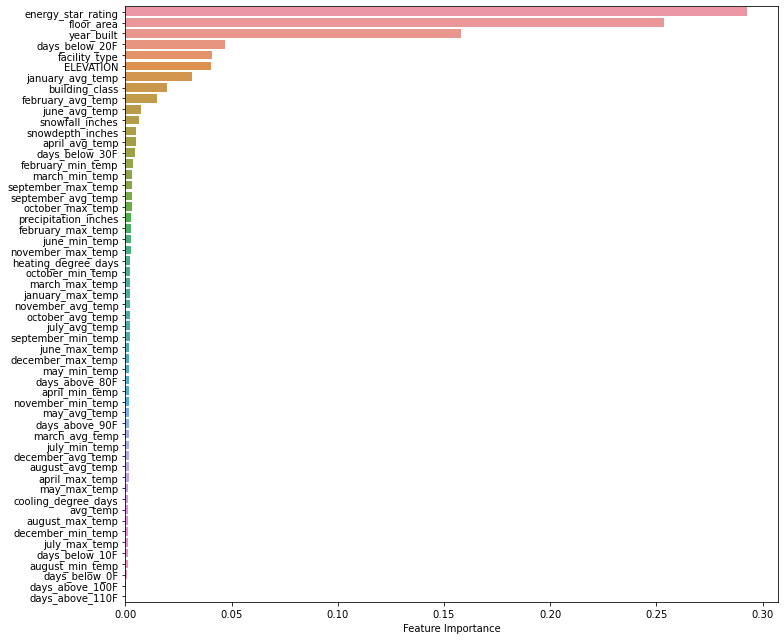 energy_star_rating
floor_area
year_built
days_below_20F
facility_type
ELEVATION
january_avg_temp
building_class
february_avg_temp
june_avg_temp
snowfall_inches
snowdepth_inches
april_avg_temp
days_below_30F
february_min_temp
march_min_temp
september_max_temp
september_avg_temp
october_max_temp
precipitation_inches
february_max_temp
june_min_temp
november_max_temp
heating_degree_days
october_min_temp
march_max_temp
january_max_temp
november_avg_temp
october_avg_temp
july_avg_temp
september_min_temp
june_max_temp
december_max_temp
may_min_temp
days_above_80F
april_min_temp
november_min_temp
may_avg_temp
days_above_90F
march_avg_temp
july_min_temp
december_avg_temp
august_avg_temp
april_max_temp
may_max_temp
cooling_degree_days
avg_temp
august_max_temp
december_min_temp
july_max_temp
days_below_10F
august_min_temp
days_below_0F
days_above_100F
days_above_110F
0.00 0.05 0.10 0.15 0.20 0.25 0.30
Feature Importance